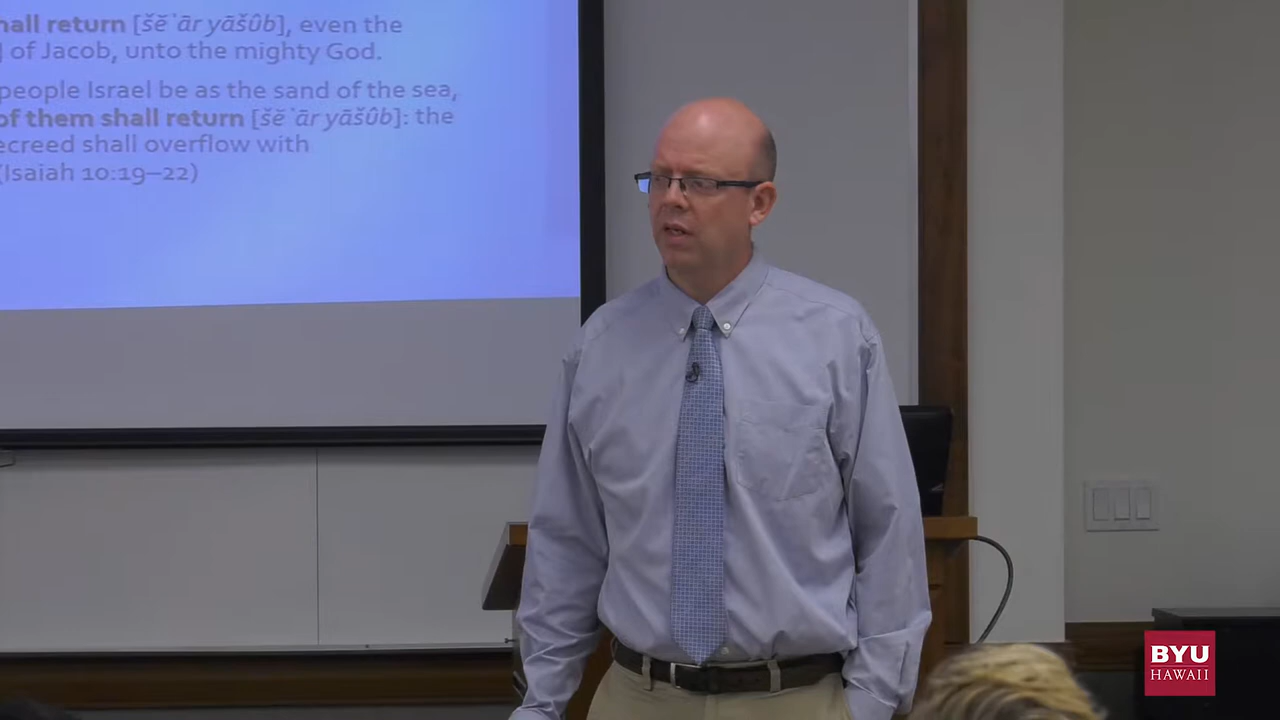 hall return [šĕʾār yāšûb], even the
] of Jacob, unto the mighty God.
people Israel be as the sand of the sea,
of them shall return [šĕʾār yāšûb]: the
ecreed shall overflow with
(Isaiah 10:19–22)
BYU
HAWAII